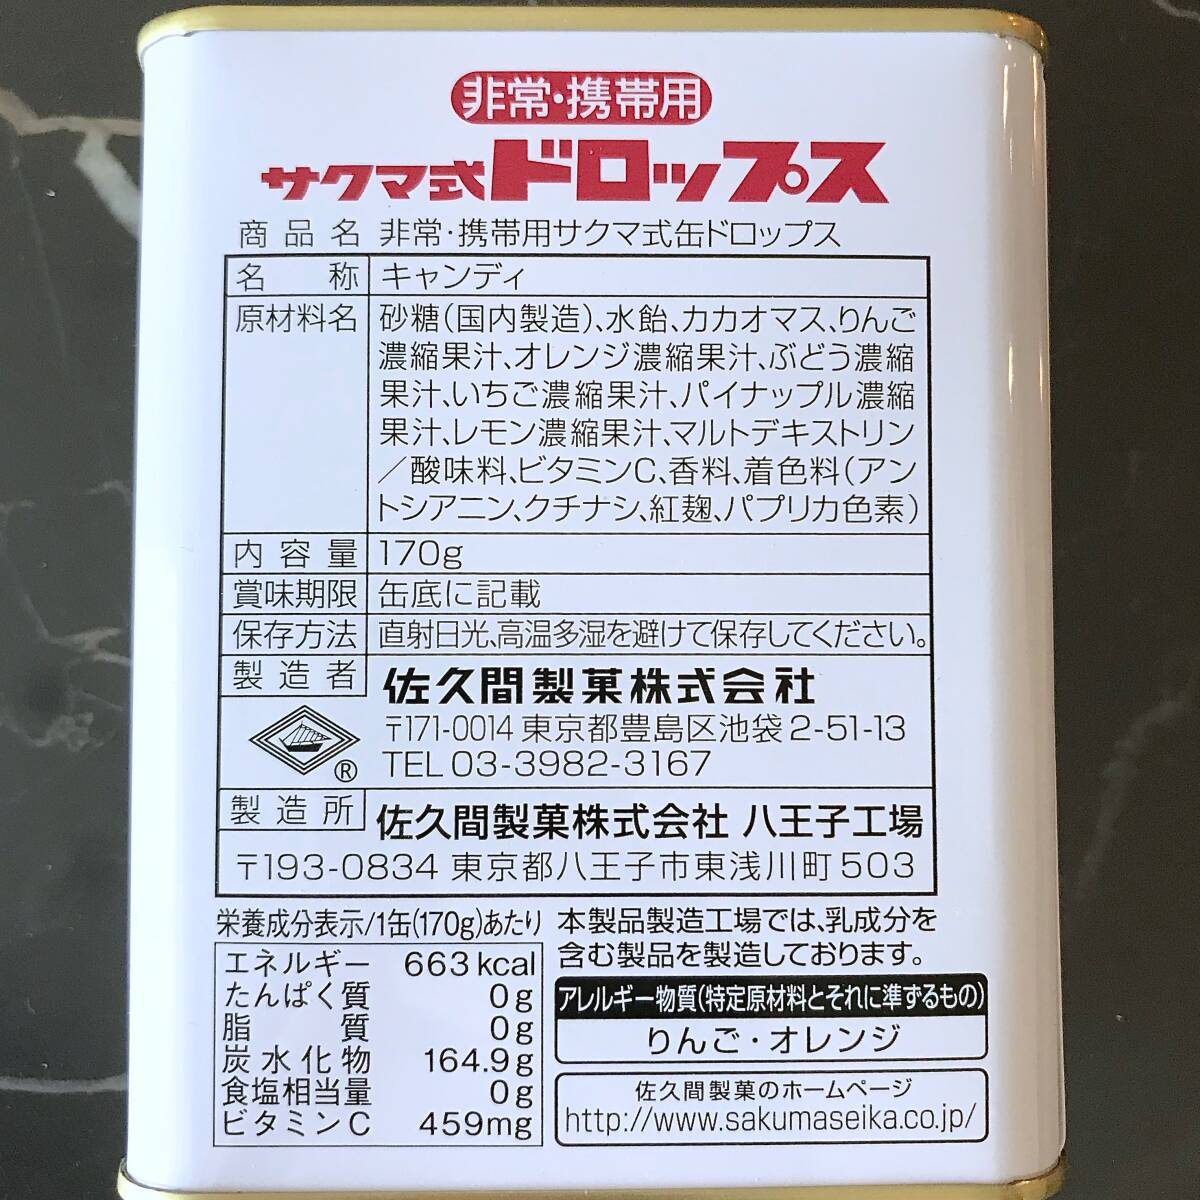 非常・携帯用
サクマ式ドロップス
商品名 非常・携帯用サクマ式缶ドロップス
名称 キャンディ
原材料名 砂糖(国内製造)、水飴、カカオマス、りんご
濃縮果汁、オレンジ濃縮果汁、ぶどう濃縮
果汁、いちご濃縮果汁、パイナップル濃縮
果汁、レモン濃縮果汁、マルトデキストリン
/酸味料、ビタミンC、香料、着色料(アン
トシアニン、クチナシ、紅麹、パプリカ色素)
内容量 170g
賞味期限 缶底に記載
保存方法 直射日光、高温多湿を避けて保存してください。
製造者 佐久間製菓株式会社
〒171-0014 東京都豊島区池袋2-51-13
®
TEL 03-3982-3167
製造所 佐久間製菓株式会社 八王子工場
〒193-0834 東京都八王子市東浅川町503
栄養成分表示/1缶(170g)あたり
エネルギー 663kcal
たんぱく質 0g
脂質 0g
炭水化物 164.9g
食塩相当量 0g
ビタミンC 459mg
本製品製造工場では、乳成分を
含む製品を製造しております。
アレルギー物質(特定原材料とそれに準ずるもの)
りんご・オレンジ
佐久間製菓のホームページ
http://www.sakumaseika.co.jp/